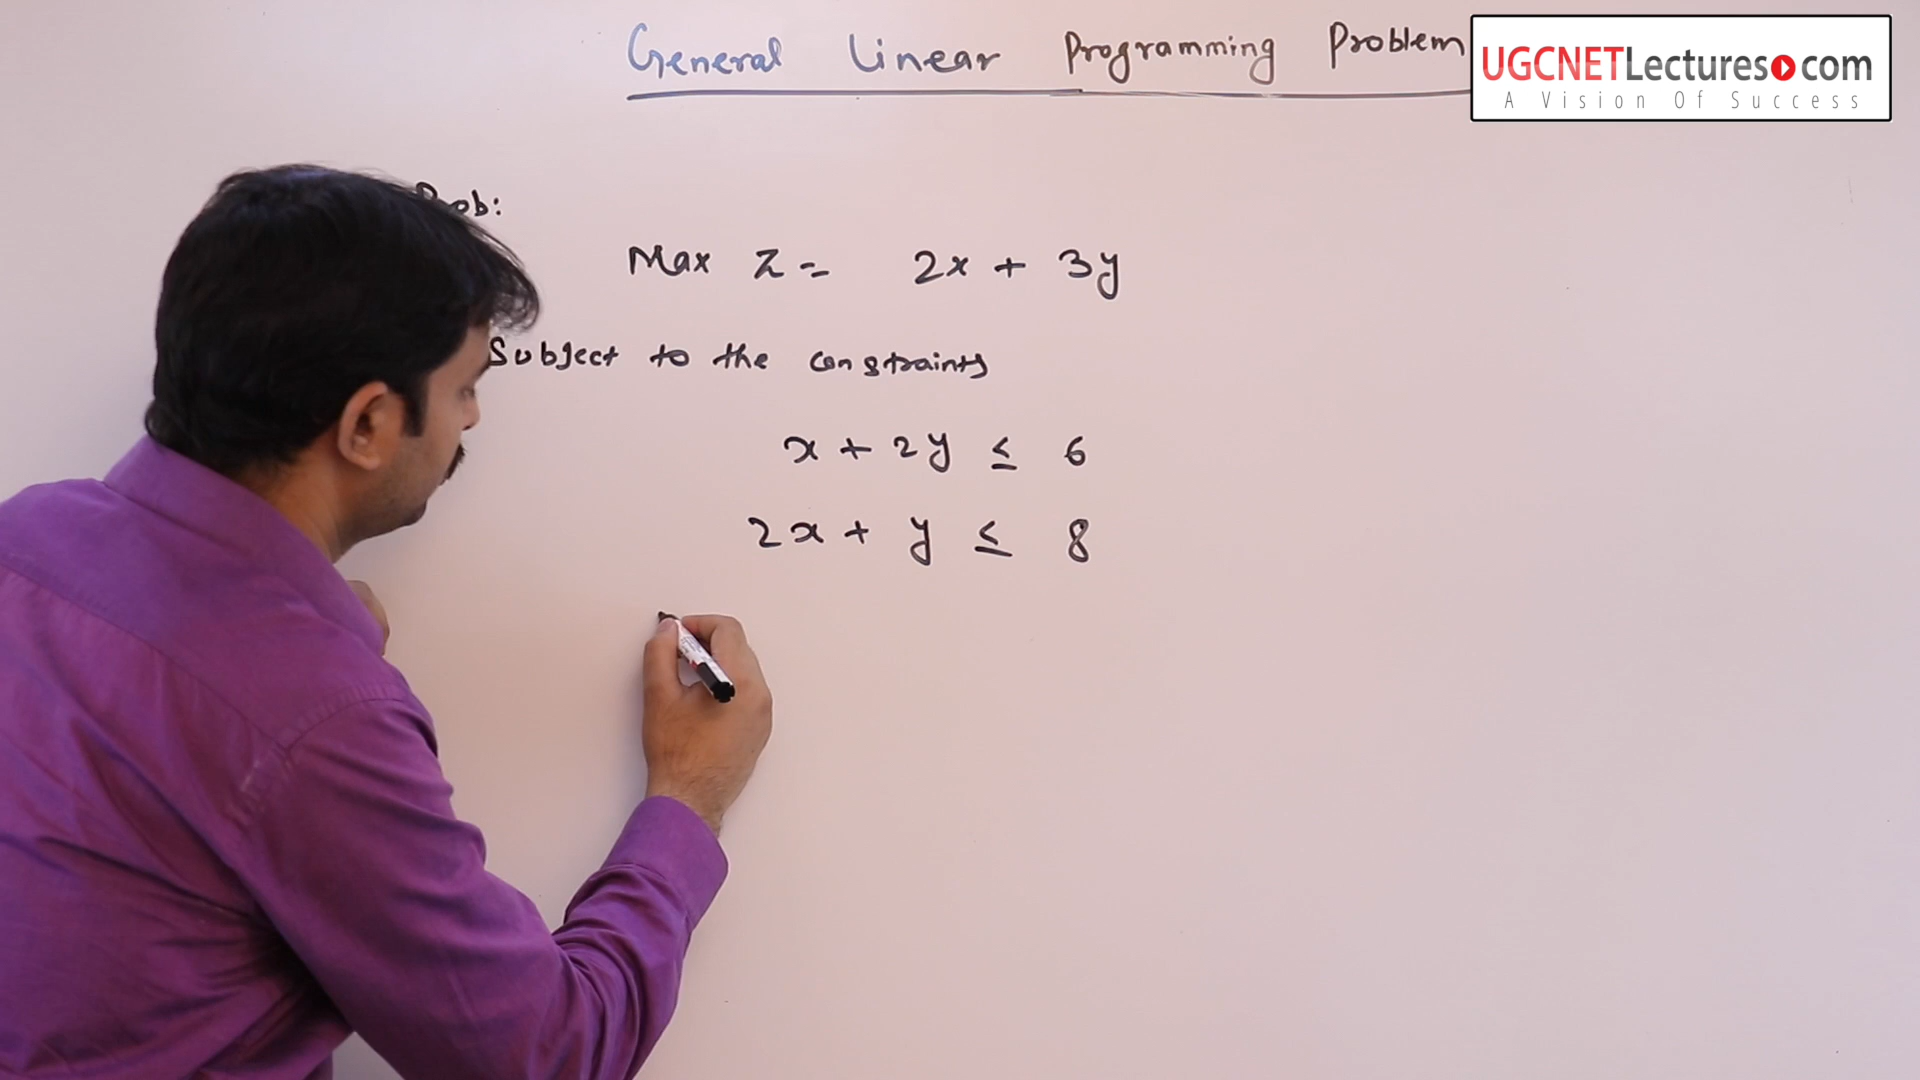 General Linear Programming Problem
UGCNETLectures.com
A Vision Of Success
Prob:
Max Z = 2x + 3y
Subject to the constraints
x + 2y ≤ 6
2x + y ≤ 8